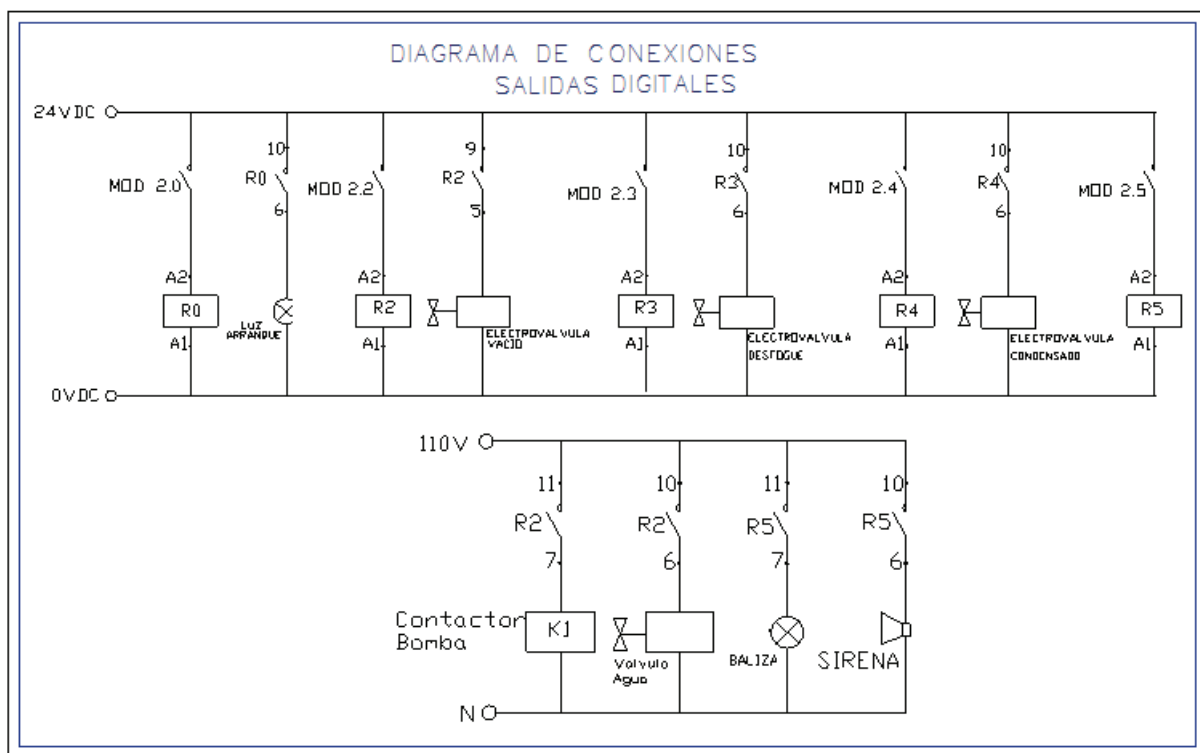 DIAGRAMA DE CONEXIONES
SALIDAS DIGITALES
24VDC
10
9
10
10
MOD 2.0
R0
MOD 2.2
R2
MOD 2.3
R3
MOD 2.4
R4
MOD 2.5
6
5
6
6
A2
A2
A2
A2
A2
R0
R2
R3
R4
R5
LUZ
ARRANQUE
ELECTROVALVULA
VACIO
ELECTROVALVULA
DESFOGUE
ELECTROVALVULA
CONDENSADO
A1
A1
A1
A1
A1
0VDC
110V
11
10
11
10
R2
R2
R5
R5
7
6
7
6
Contactor
Bomba
K1
Valvula
Agua
BALIZA
SIRENA
N